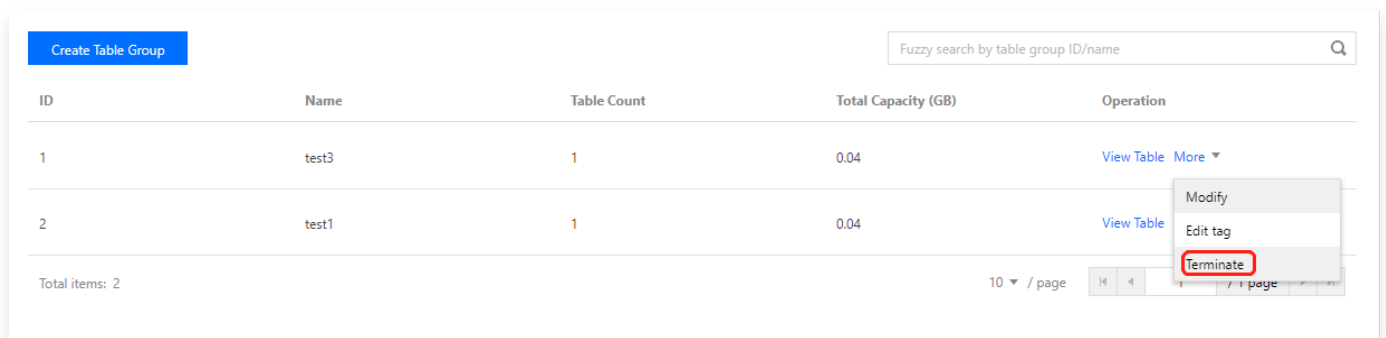 Create Table Group
Fuzzy search by table group ID/name
ID Name Table Count Total Capacity (GB) Operation
1 test3 1 0.04 View Table More
Modify
2 test1 1 0.04 View Table
Edit tag
Terminate
Total items: 2 10 / page 1 / 1 page